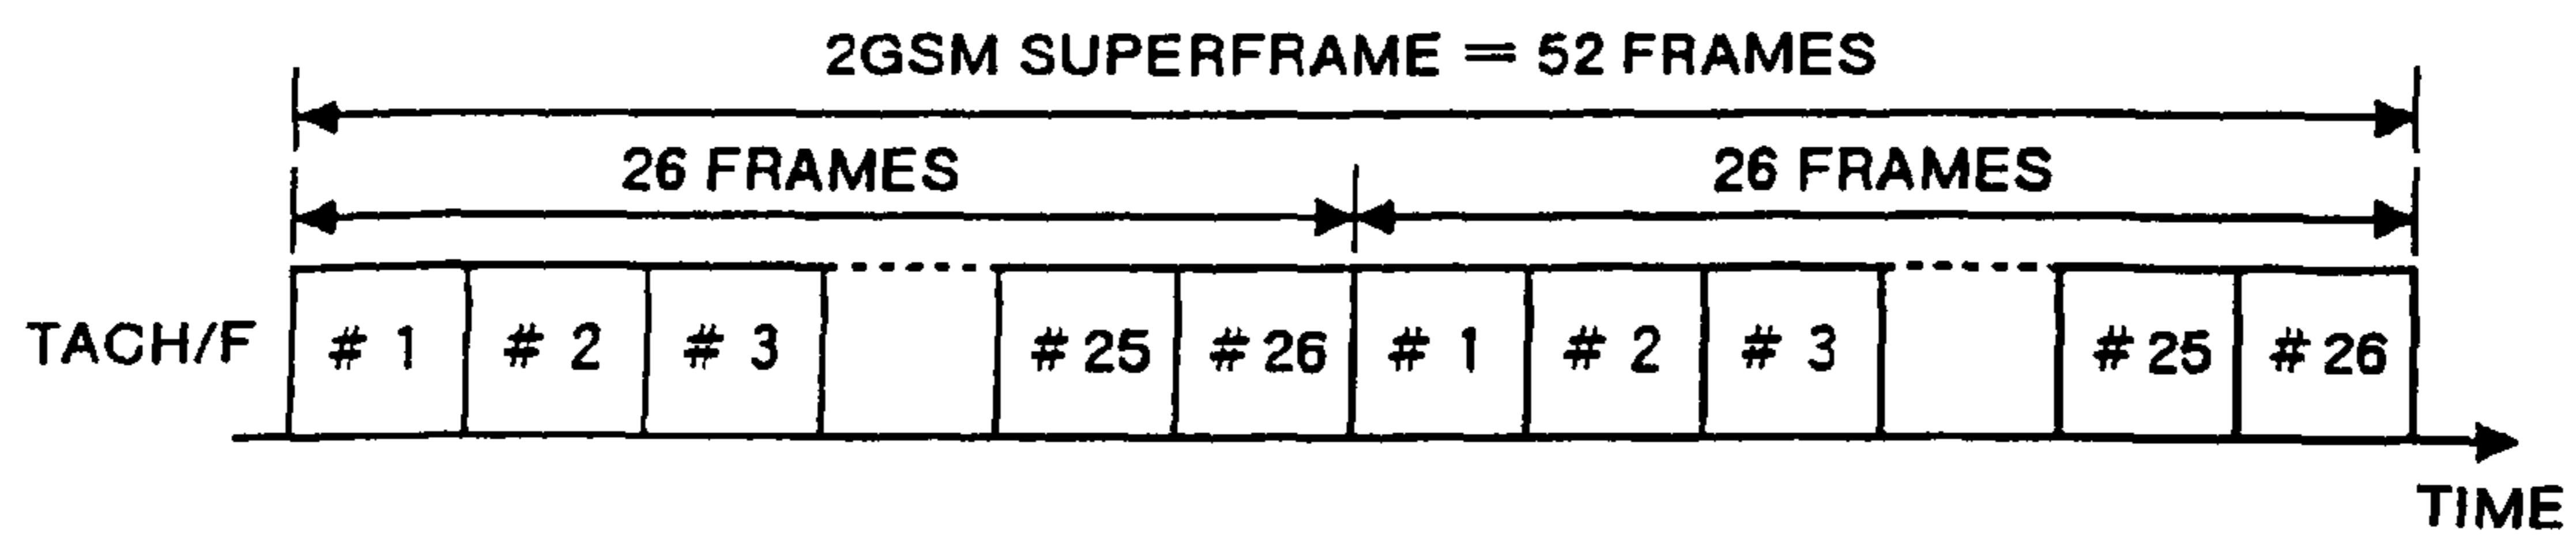 2GSM SUPERFRAME = 52 FRAMES
26 FRAMES 26 FRAMES
TACH/F # 1 # 2 # 3 # 25 # 26 # 1 # 2 # 3 # 25 # 26
TIME